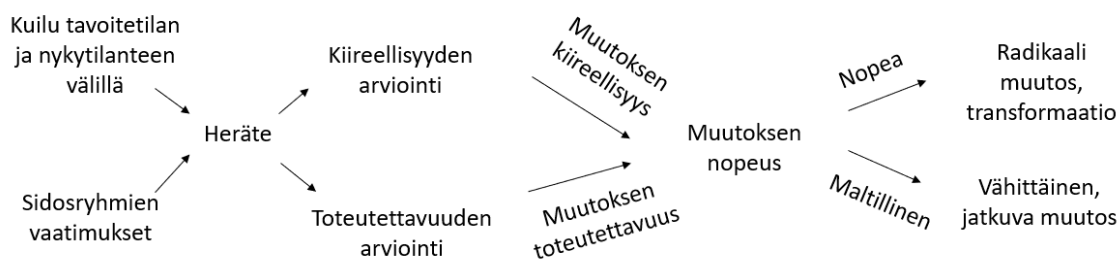 Kuilu tavoitetilan
ja nykytilanteen
välillä
Sidosryhmien
vaatimukset
Heräte
Kiireellisyyden
arviointi
Toteutettavuuden
arviointi
Muutoksen
kiireellisyys
Muutoksen
toteutettavuus
Muutoksen
nopeus
Nopea
Maltillinen
Radikaali
muutos,
transformaatio
Vähittäinen,
jatkuva muutos